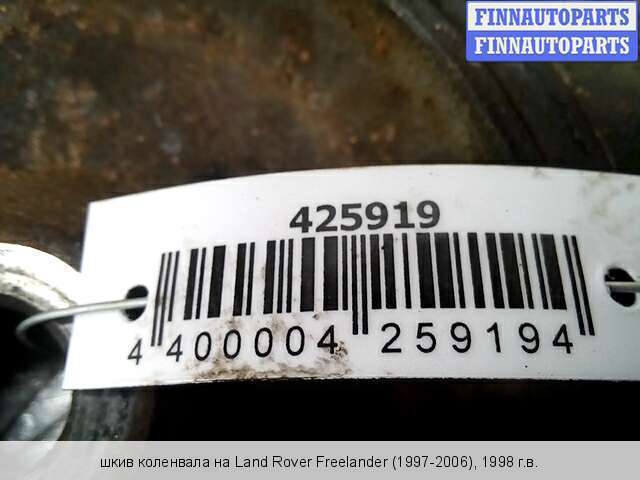 FINNAUTOPARTS
FINNAUTOPARTS
425919
4 400004 259194
шкив коленвала на Land Rover Freelander (1997-2006), 1998 г.в.